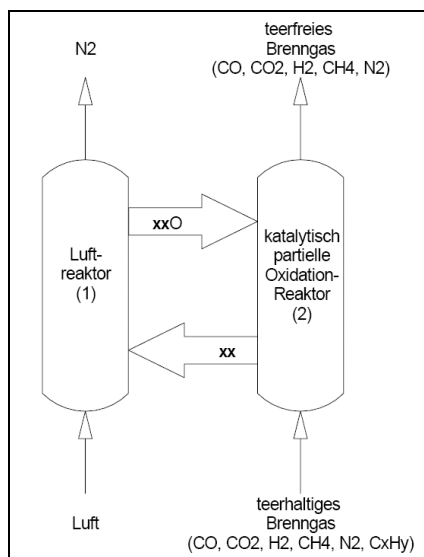 N2
teerfreies
Brenngas
(CO, CO2, H2, CH4, N2)
xxO
Luft-
reaktor
(1)
katalytisch
partielle
Oxidation-
Reaktor
(2)
xx
Luft
teerhaltiges
Brenngas
(CO, CO2, H2, CH4, N2, CxHy)